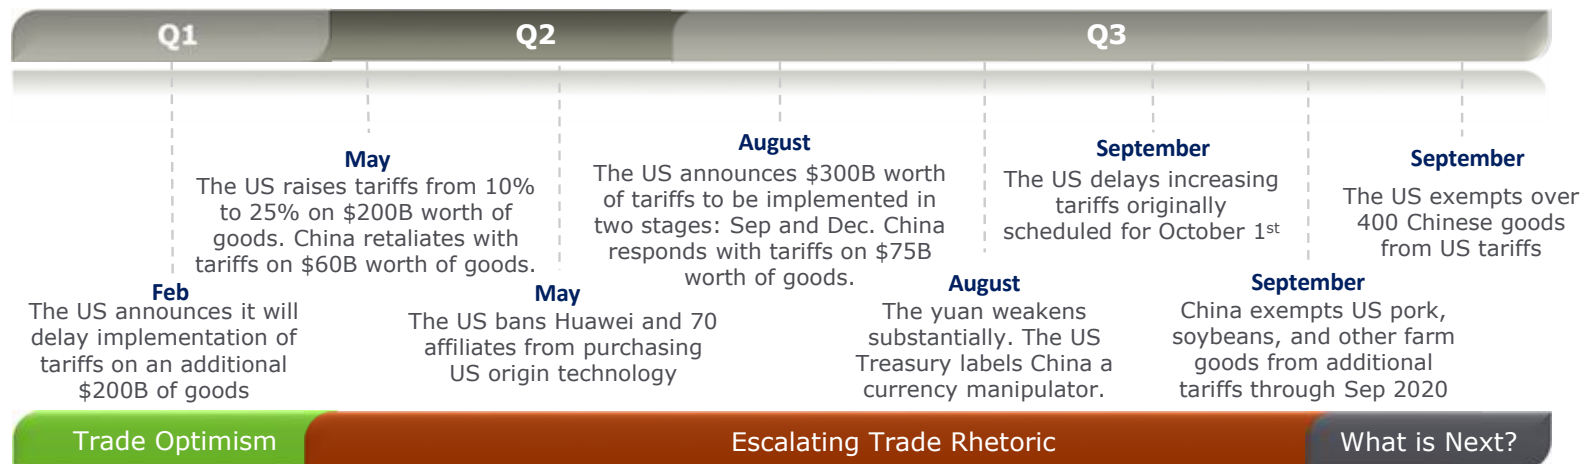 Q1
Q2
Q3
Feb
The US announces it will
delay implementation of
tariffs on an additional
$200B of goods
May
The US raises tariffs from 10%
to 25% on $200B worth of
goods. China retaliates with
tariffs on $60B worth of goods.
May
The US bans Huawei and 70
affiliates from purchasing
US origin technology
August
The US announces $300B worth
of tariffs to be implemented in
two stages: Sep and Dec. China
responds with tariffs on $75B
worth of goods.
August
The yuan weakens
substantially. The US
Treasury labels China a
currency manipulator.
September
The US delays increasing
tariffs originally
scheduled for October 1st
September
China exempts US pork,
soybeans, and other farm
goods from additional
tariffs through Sep 2020
September
The US exempts over
400 Chinese goods
from US tariffs
Trade Optimism
Escalating Trade Rhetoric
What is Next?